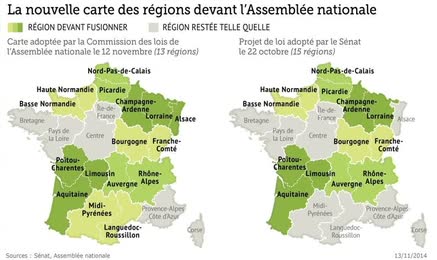 La nouvelle carte des régions devant l'Assemblée nationale
RÉGION DEVANT FUSIONNER
RÉGION RESTÉE TELLE QUELLE
Carte adoptée par la Commission des lois de
l'Assemblée nationale le 12 novembre (13 régions)
Nord-Pas-de-Calais
Haute Normandie
Picardie
Basse Normandie
Champagne-
Ardenne
Lorraine
Île-de-
France
Alsace
Bretagne
Pays de
la Loire
Centre
Bourgogne
Franche-
Comté
Poitou-
Charentes
Limousin
Auvergne
Rhône-
Alpes
Aquitaine
Midi-
Pyrénées
Languedoc-
Roussillon
Provence-Alpes
Côte d'Azur
Corse
Projet de loi adopté par le Sénat
le 22 octobre (15 régions)
Nord-Pas-de-Calais
Haute Normandie
Picardie
Basse Normandie
Champagne-
Ardenne
Lorraine
Île-de-
France
Alsace
Bretagne
Pays de
la Loire
Centre
Bourgogne
Franche-
Comté
Poitou-
Charentes
Limousin
Auvergne
Rhône-
Alpes
Aquitaine
Midi-
Pyrénées
Languedoc-
Roussillon
Provence-Alpes
Côte d'Azur
Corse
Sources : Sénat, Assemblée nationale
13/11/2014